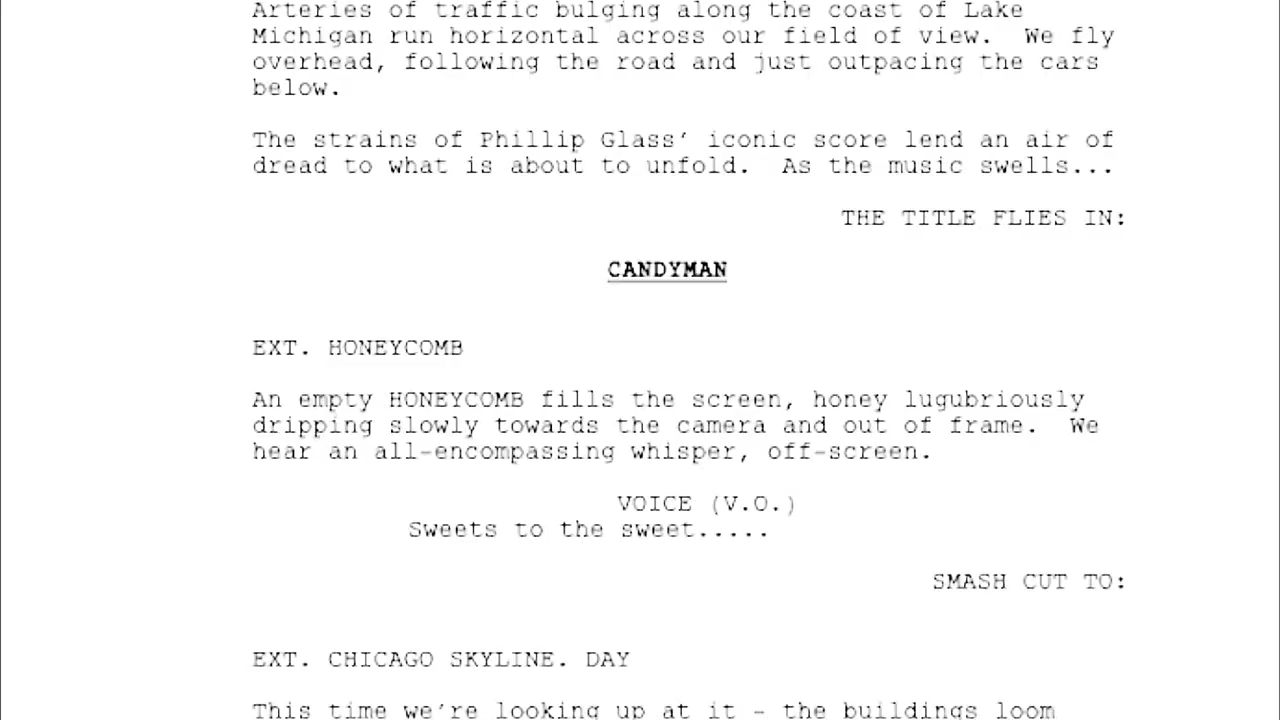 Arteries of traffic bulging along the coast of Lake
Michigan run horizontal across our field of view.  We fly
overhead, following the road and just outpacing the cars
below.
The strains of Phillip Glass’ iconic score lend an air of
dread to what is about to unfold.  As the music swells...
THE TITLE FLIES IN:
CANDYMAN
EXT. HONEYCOMB
An empty HONEYCOMB fills the screen, honey lugubriously
dripping slowly towards the camera and out of frame.  We
hear an all-encompassing whisper, off-screen.
VOICE (V.O.)
Sweets to the sweet.....
SMASH CUT TO:
EXT. CHICAGO SKYLINE. DAY
This time we’re looking up at it - the buildings loom